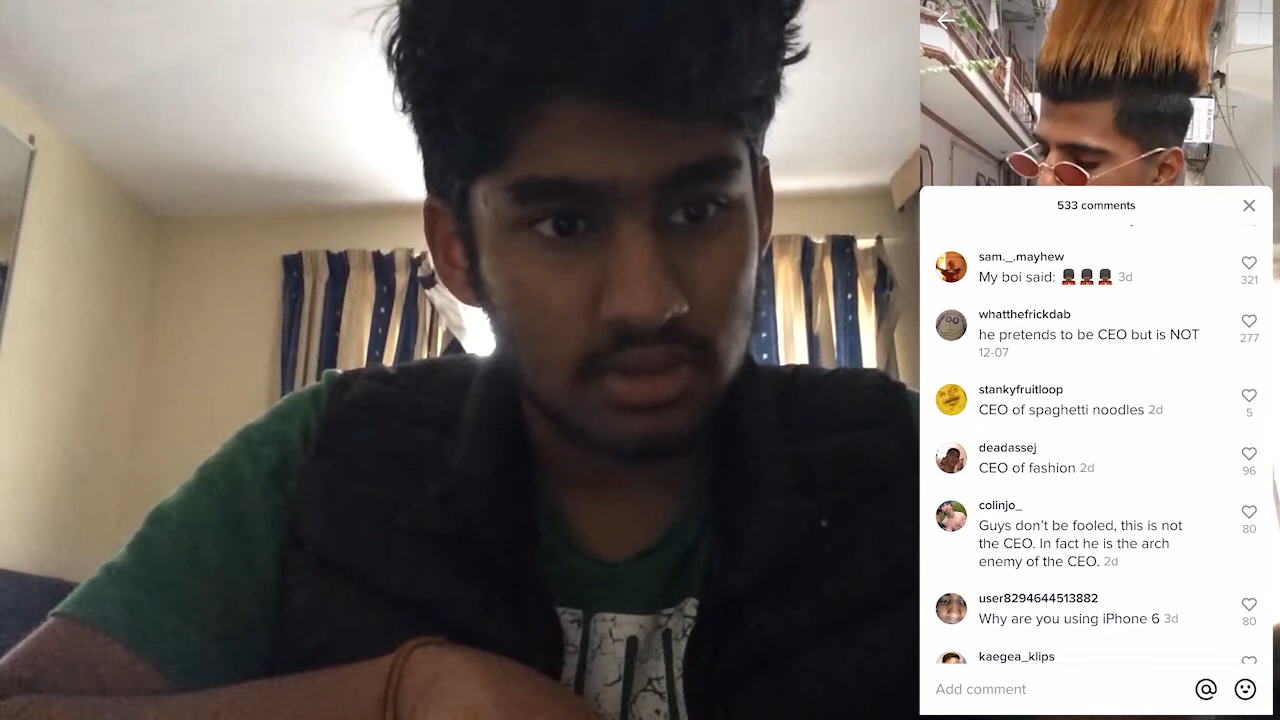 533 comments
sam._.mayhew
My boi said: 💂💂💂 3d
321
whatthefrickdab
he pretends to be CEO but is NOT
12-07
277
stankyfruitloop
CEO of spaghetti noodles 2d
5
deadassej
CEO of fashion 2d
96
colinjo_
Guys don't be fooled, this is not
the CEO. In fact he is the arch
enemy of the CEO. 2d
80
user8294644513882
Why are you using iPhone 6 3d
80
kaegea_klips
Add comment